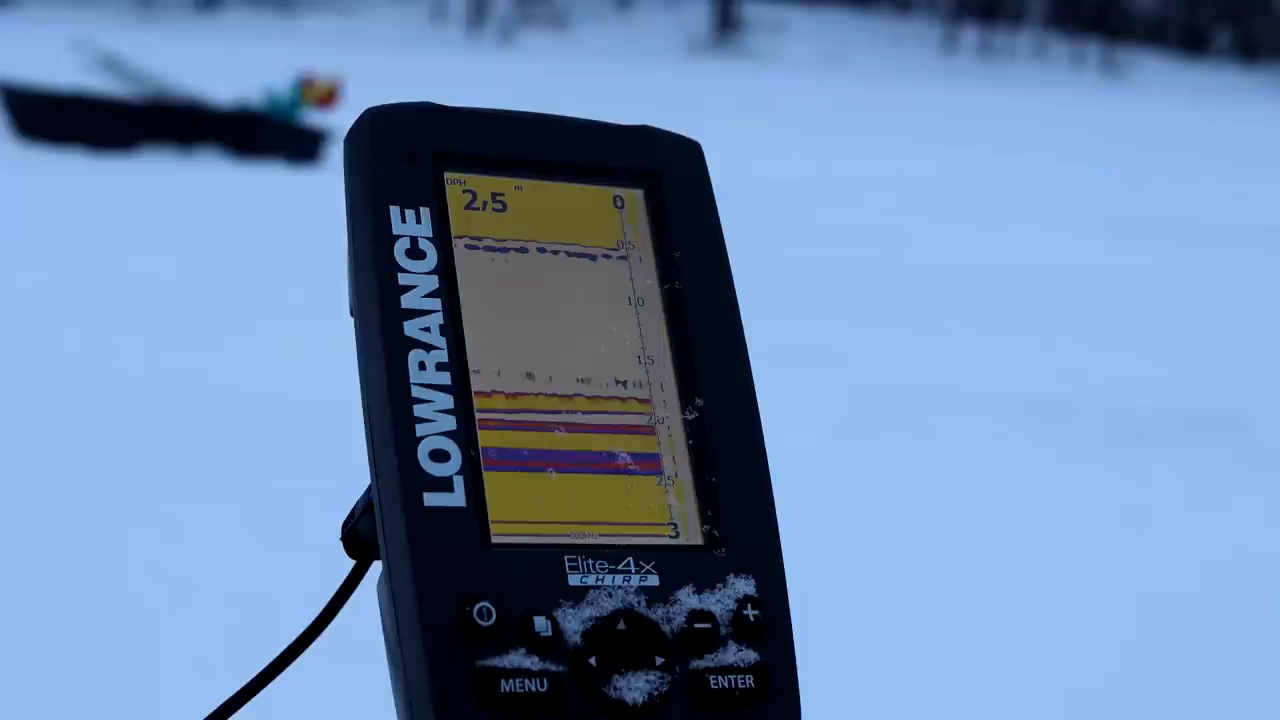 DPH
2,5 m
0
0,5
1,0
1,5
2,0
2,5
3
200kHz
LOWRANCE
Elite-4x
CHIRP
MENU
ENTER